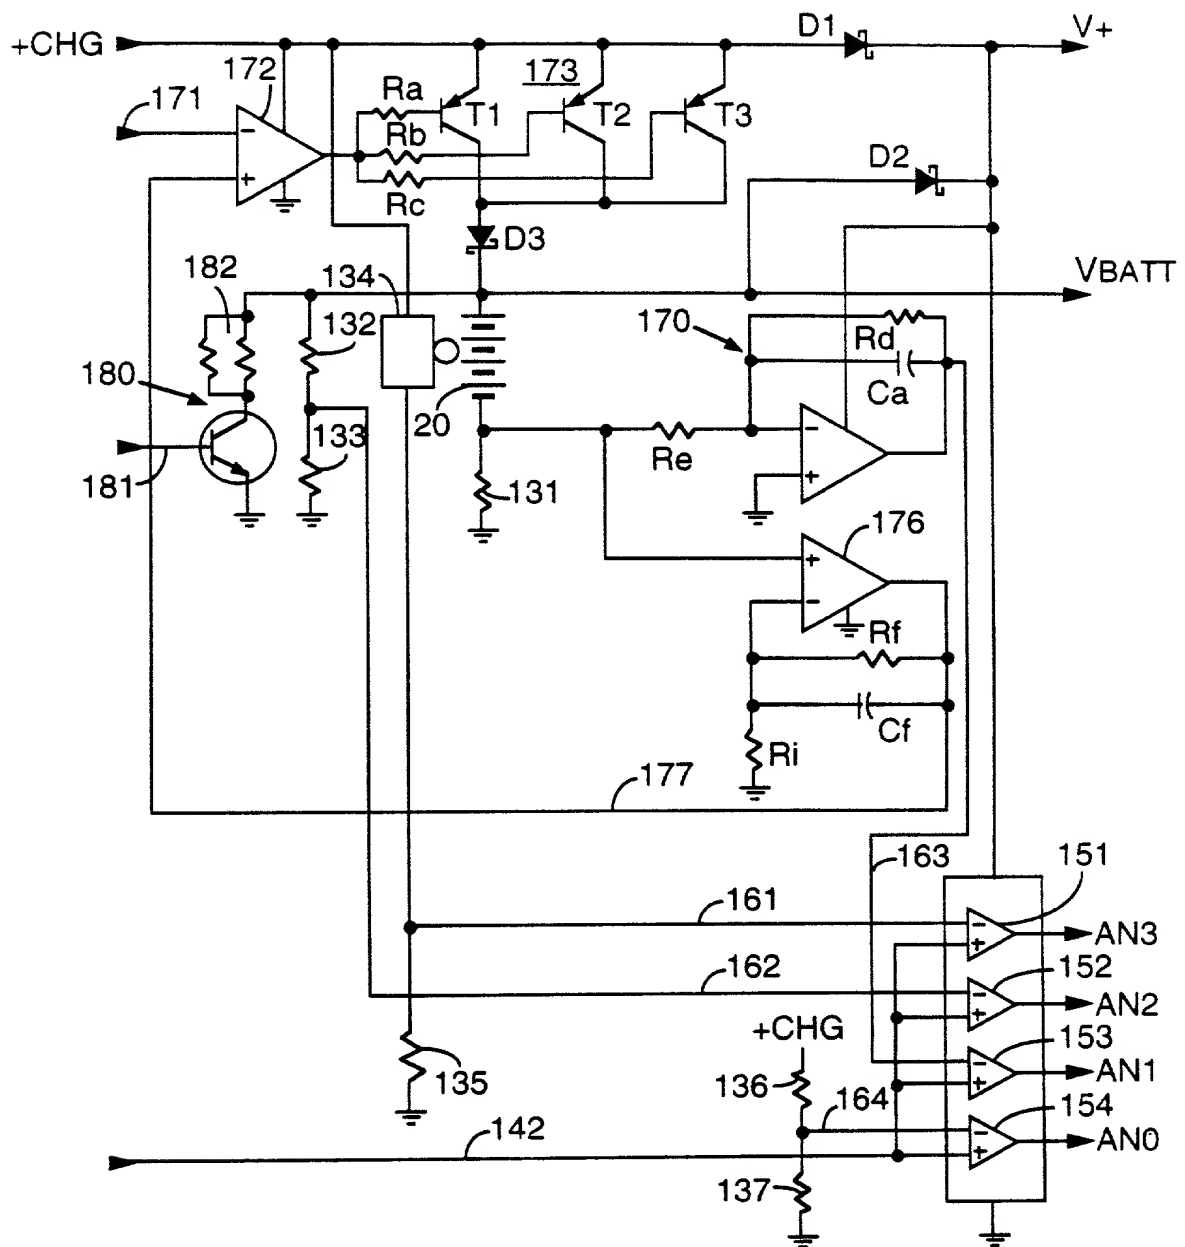 +CHG
D1
V+
172
173
171
Ra
T1
T2
T3
−
Rb
D2
+
Rc
D3
182
134
VBATT
132
170
Rd
180
Ca
20
133
−
Re
181
131
+
176
+
−
Rf
Cf
Ri
177
163
151
161
−
AN3
+
162
152
−
AN2
+
+CHG
153
135
136
−
AN1
164
+
154
142
−
AN0
+
137